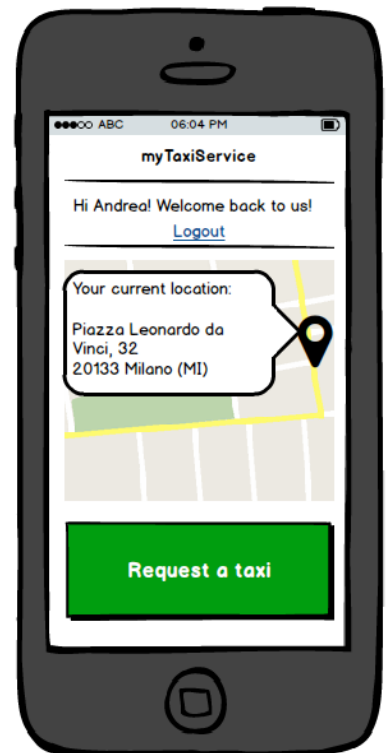 ABC 06:04 PM
myTaxiService
Hi Andrea! Welcome back to us!
Logout
Your current location:
Piazza Leonardo da
Vinci, 32
20133 Milano (MI)
Request a taxi